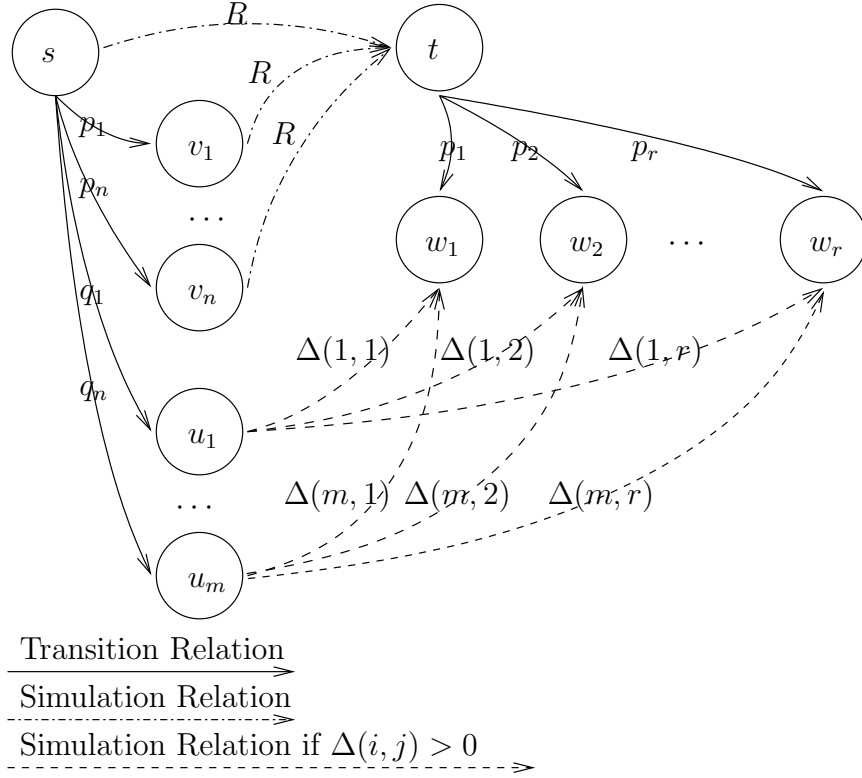 R
s
t
p₁
v₁
R
R
p₁
p₂
pᵣ
pₙ
...
w₁
w₂
...
wᵣ
q₁
vₙ
Δ(1, 1)
Δ(1, 2)
Δ(1, r)
qₙ
u₁
...
Δ(m, 1)
Δ(m, 2)
Δ(m, r)
uₘ
Transition Relation
Simulation Relation
Simulation Relation if Δ(i, j) > 0